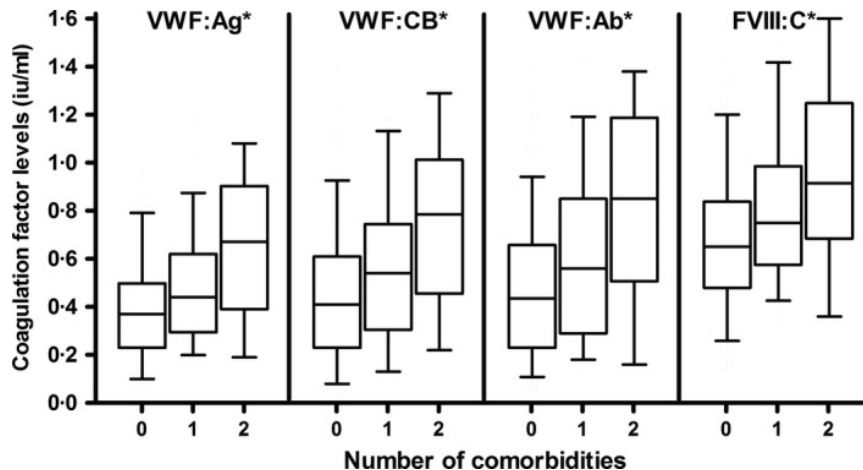 VWF:Ag* VWF:CB* VWF:Ab* FVIII:C*
Coagulation factor levels (iu/ml)
1·6
1·4
1·2
1·0
0·8
0·6
0·4
0·2
0·0
0 1 2 0 1 2 0 1 2 0 1 2
Number of comorbidities